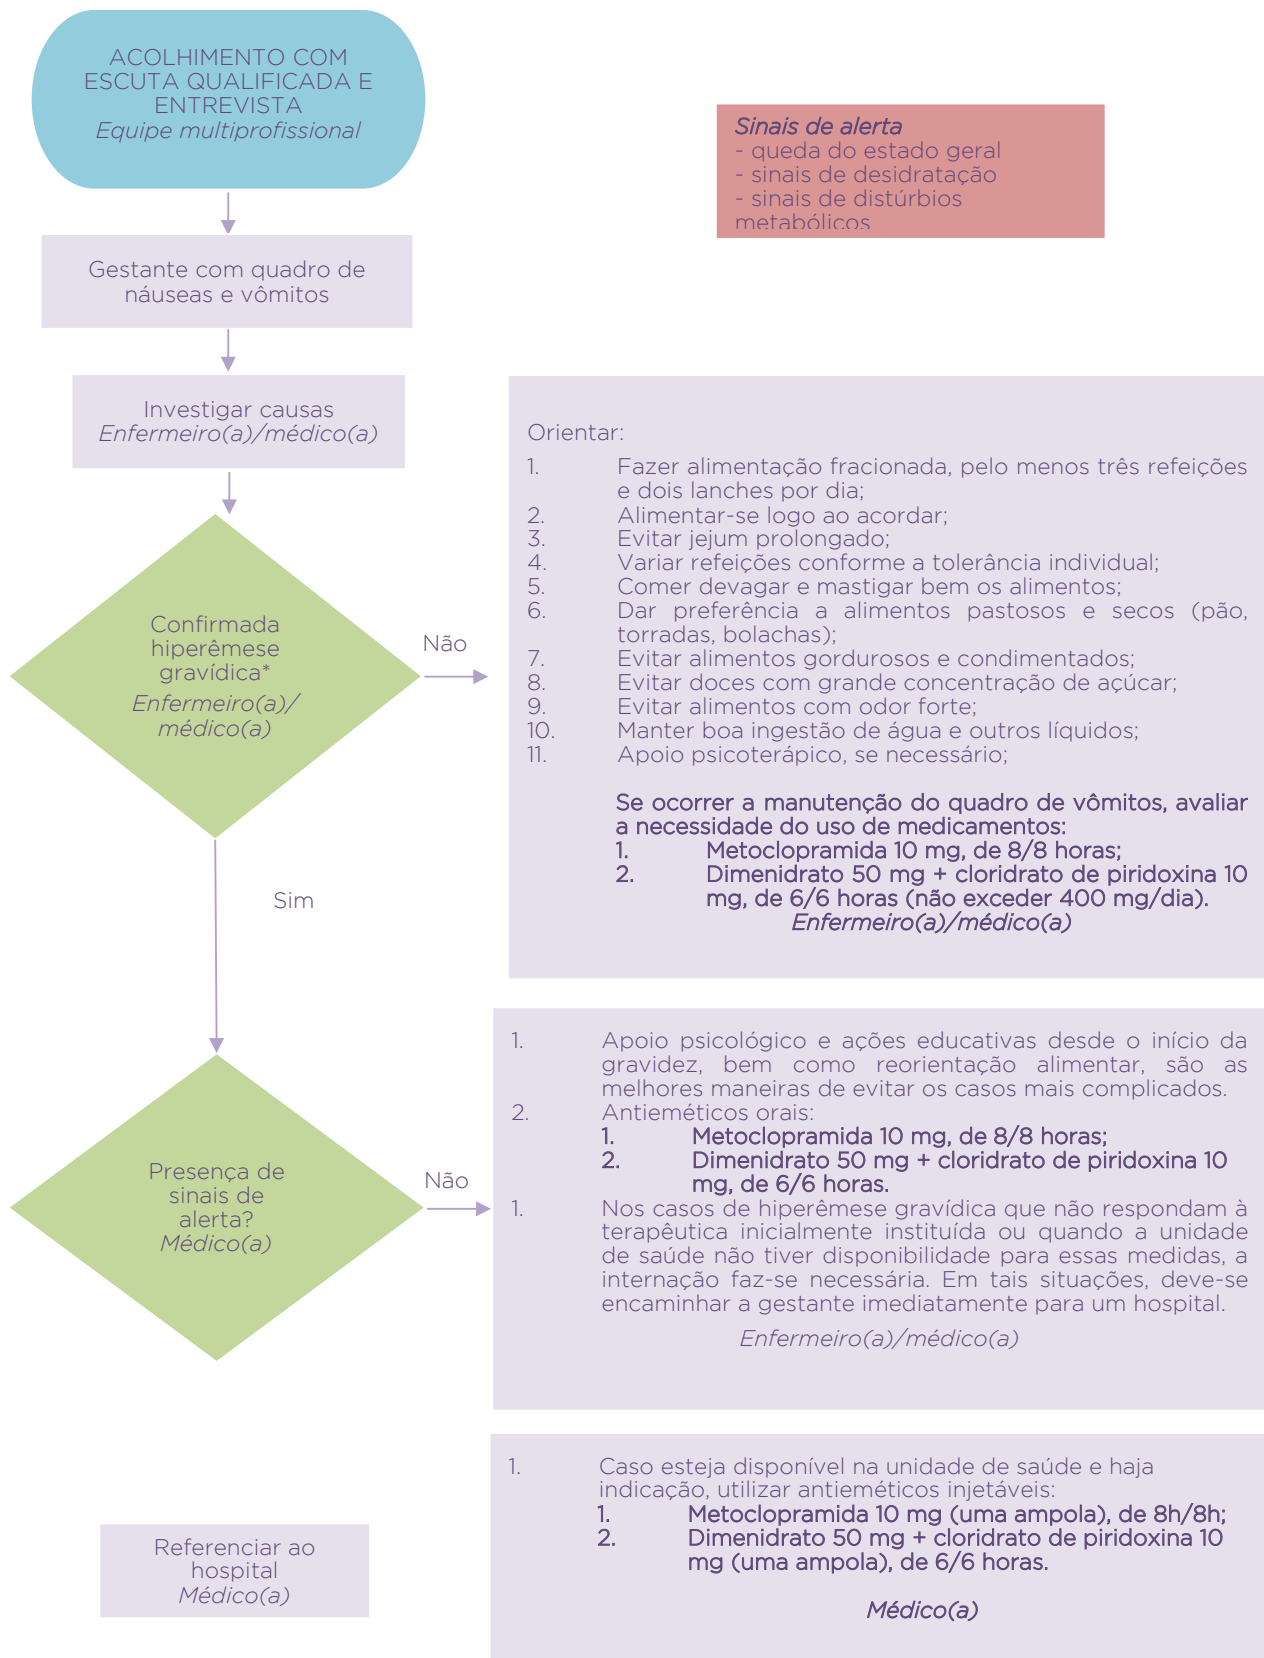 ACOLHIMENTO COM
ESCUTA QUALIFICADA E
ENTREVISTA
Equipe multiprofissional
Sinais de alerta
- queda do estado geral
- sinais de desidratação
- sinais de distúrbios
metabólicos
Gestante com quadro de
náuseas e vômitos
Investigar causas
Enfermeiro(a)/médico(a)
Confirmada
hiperêmese
gravídica*
Enfermeiro(a)/
médico(a)
Não
Orientar:
1. Fazer alimentação fracionada, pelo menos três refeições
e dois lanches por dia;
2. Alimentar-se logo ao acordar;
3. Evitar jejum prolongado;
4. Variar refeições conforme a tolerância individual;
5. Comer devagar e mastigar bem os alimentos;
6. Dar preferência a alimentos pastosos e secos (pão,
torradas, bolachas);
7. Evitar alimentos gordurosos e condimentados;
8. Evitar doces com grande concentração de açúcar;
9. Evitar alimentos com odor forte;
10. Manter boa ingestão de água e outros líquidos;
11. Apoio psicoterápico, se necessário;
Se ocorrer a manutenção do quadro de vômitos, avaliar
a necessidade do uso de medicamentos:
1. Metoclopramida 10 mg, de 8/8 horas;
2. Dimenidrato 50 mg + cloridrato de piridoxina 10
mg, de 6/6 horas (não exceder 400 mg/dia).
Enfermeiro(a)/médico(a)
Sim
Presença de
sinais de
alerta?
Médico(a)
Não
1. Apoio psicológico e ações educativas desde o início da
gravidez, bem como reorientação alimentar, são as
melhores maneiras de evitar os casos mais complicados.
2. Antieméticos orais:
1. Metoclopramida 10 mg, de 8/8 horas;
2. Dimenidrato 50 mg + cloridrato de piridoxina 10
mg, de 6/6 horas.
1. Nos casos de hiperêmese gravídica que não respondam à
terapêutica inicialmente instituída ou quando a unidade
de saúde não tiver disponibilidade para essas medidas, a
internação faz-se necessária. Em tais situações, deve-se
encaminhar a gestante imediatamente para um hospital.
Enfermeiro(a)/médico(a)
Referenciar ao
hospital
Médico(a)
1. Caso esteja disponível na unidade de saúde e haja
indicação, utilizar antieméticos injetáveis:
1. Metoclopramida 10 mg (uma ampola), de 8h/8h;
2. Dimenidrato 50 mg + cloridrato de piridoxina 10
mg (uma ampola), de 6/6 horas.
Médico(a)